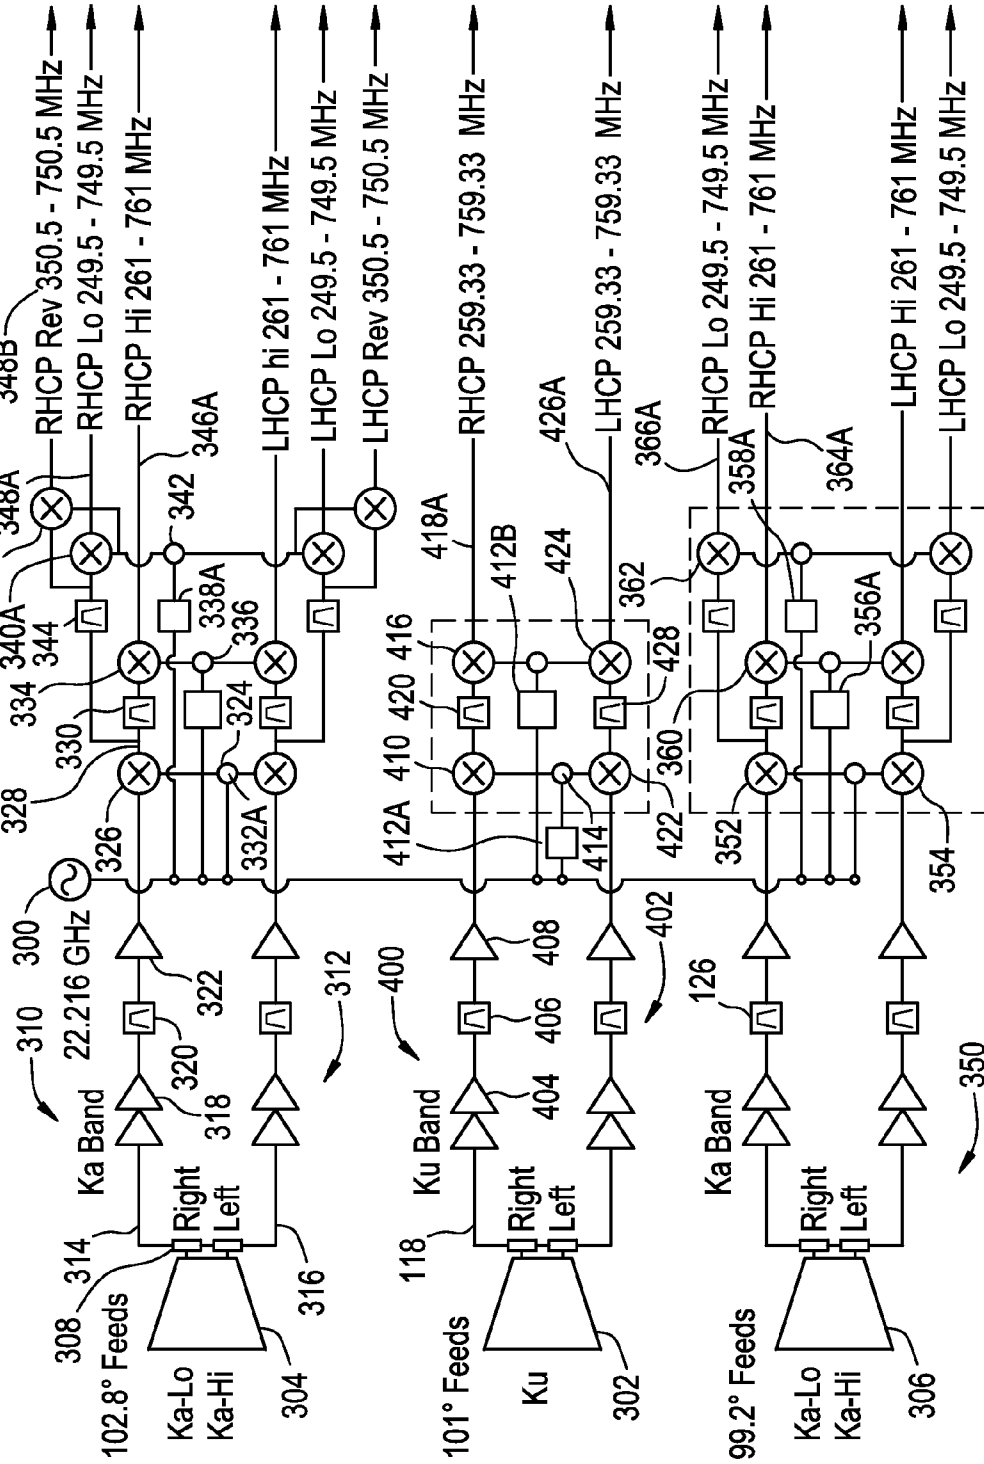 102.8° Feeds
Ka-Lo
Ka-Hi
304
308
314
Right
Left
316
Ka Band
310
318
320
322
312
300
22.216 GHz
326
328
330
334
344
340A
348A
348B
324
332A
336
338A
342
346A
RHCP Rev 350.5 - 750.5 MHz
RHCP Lo 249.5 - 749.5 MHz
RHCP Hi 261 - 761 MHz
LHCP hi 261 - 761 MHz
LHCP Lo 249.5 - 749.5 MHz
LHCP Rev 350.5 - 750.5 MHz
101° Feeds
Ku
302
118
Right
Left
Ku Band
400
404
406
408
402
412A
410
420
416
414
422
412B
428
424
418A
426A
RHCP 259.33 - 759.33 MHz
LHCP 259.33 - 759.33 MHz
99.2° Feeds
Ka-Lo
Ka-Hi
306
Right
Left
Ka Band
126
350
352
354
360
362
356A
358A
366A
364A
RHCP Lo 249.5 - 749.5 MHz
RHCP Hi 261 - 761 MHz
LHCP Hi 261 - 761 MHz
LHCP Lo 249.5 - 749.5 MHz